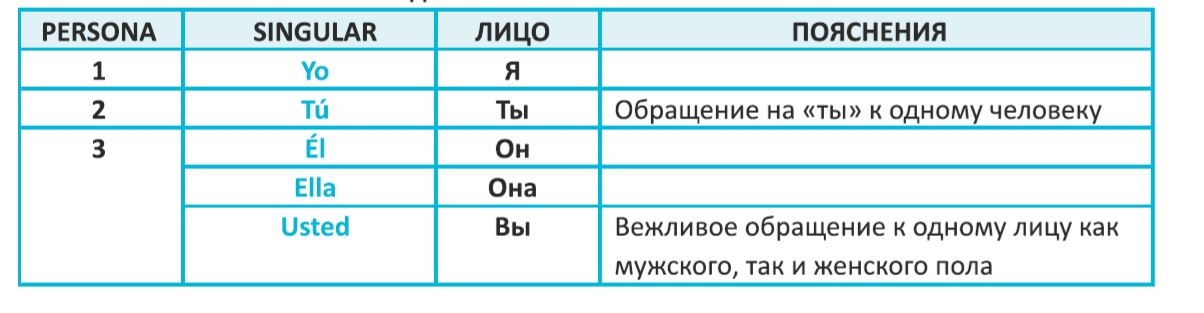 PERSONA SINGULAR ЛИЦО ПОЯСНЕНИЯ
1 Yo Я
2 Tú Ты Обращение на «ты» к одному человеку
3 Él Он
Ella Она
Usted Вы Вежливое обращение к одному лицу как
мужского, так и женского пола